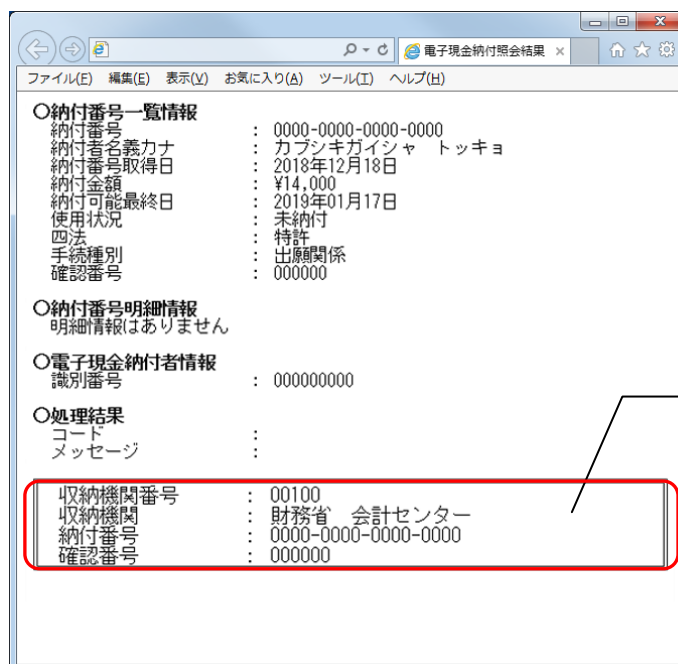 電子現金納付照会結果 ×
ファイル(F) 編集(E) 表示(V) お気に入り(A) ツール(T) ヘルプ(H)
○納付番号一覧情報
納付番号 : 0000-0000-0000-0000
納付者名義カナ : カブシキガイシャ トッキョ
納付番号取得日 : 2018年12月18日
納付金額 : ¥14,000
納付可能最終日 : 2019年01月17日
使用状況 : 未納付
四法 : 特許
手続種別 : 出願関係
確認番号 : 000000
○納付番号明細情報
明細情報はありません
○電子現金納付者情報
識別番号 : 000000000
○処理結果
コード :
メッセージ :
収納機関番号 : 00100
収納機関 : 財務省 会計センター
納付番号 : 0000-0000-0000-0000
確認番号 : 000000